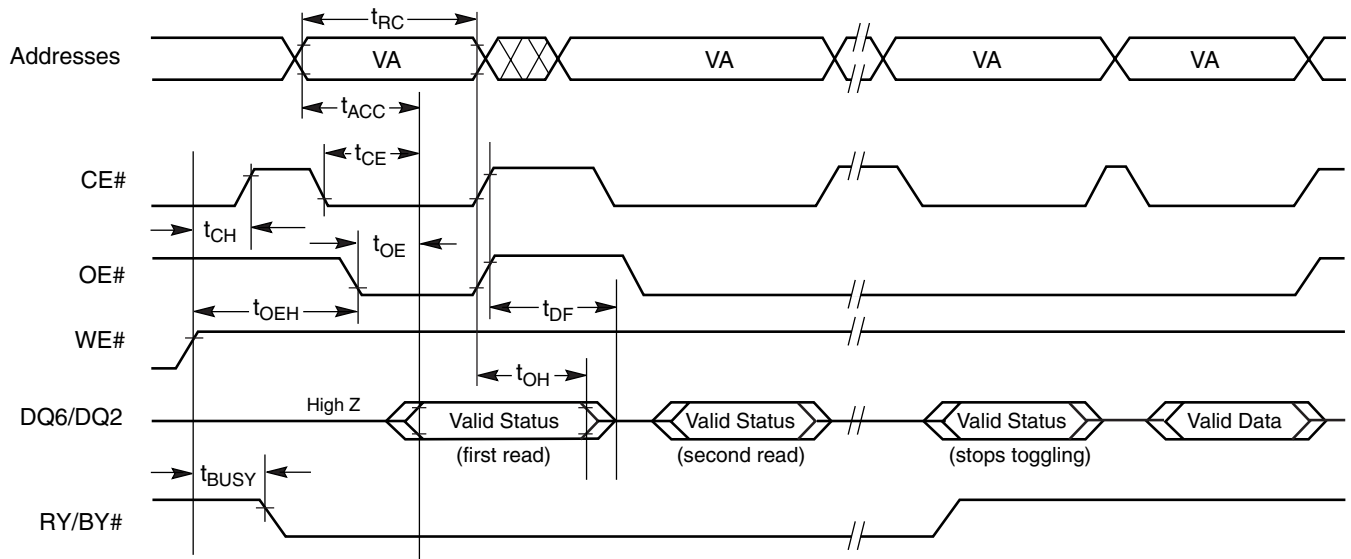 tRC
Addresses VA VA VA VA
tACC
tCE
CE#
tCH tOE
OE#
tOEH tDF
WE#
tOH
High Z
DQ6/DQ2 Valid Status Valid Status Valid Status Valid Data
(first read) (second read) (stops toggling)
tBUSY
RY/BY#